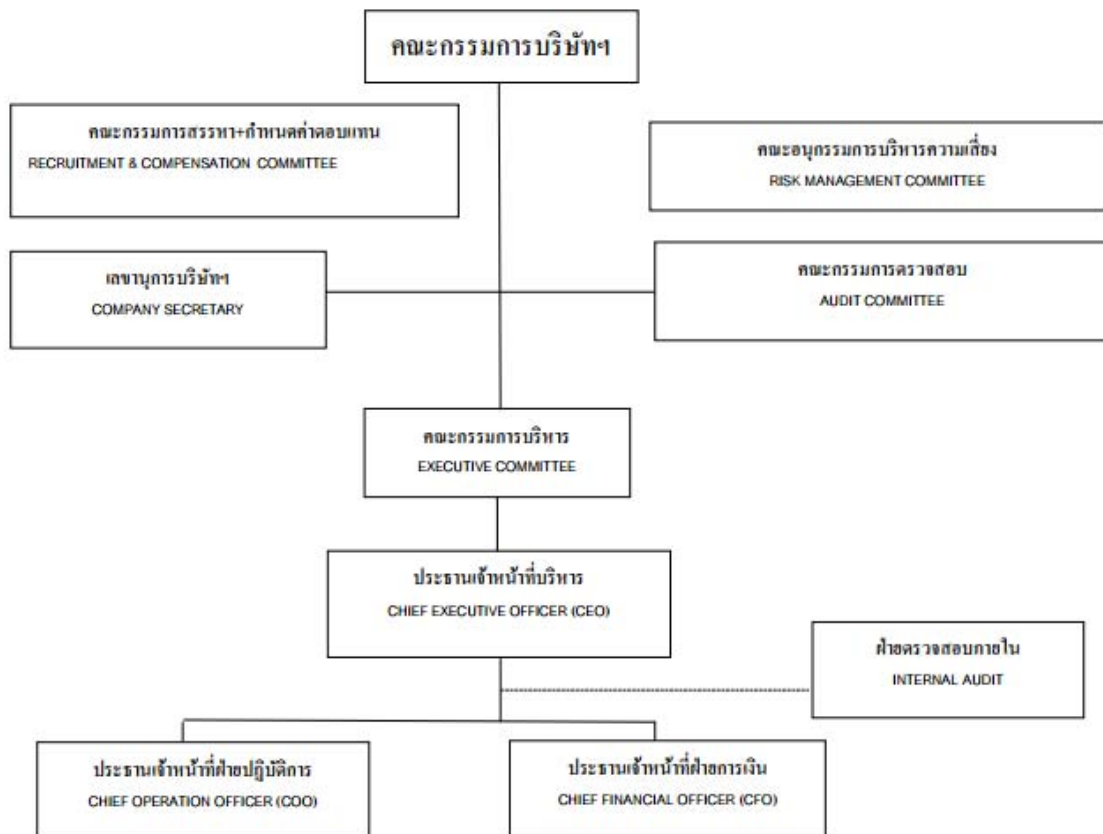 คณะกรรมการบริษัทฯ
คณะกรรมการสรรหา+กำหนดค่าตอบแทน
RECRUITMENT & COMPENSATION COMMITTEE
คณะอนุกรรมการบริหารความเสี่ยง
RISK MANAGEMENT COMMITTEE
เลขานุการบริษัทฯ
COMPANY SECRETARY
คณะกรรมการตรวจสอบ
AUDIT COMMITTEE
คณะกรรมการบริหาร
EXECUTIVE COMMITTEE
ประธานเจ้าหน้าที่บริหาร
CHIEF EXECUTIVE OFFICER (CEO)
ฝ่ายตรวจสอบภายใน
INTERNAL AUDIT
ประธานเจ้าหน้าที่ฝ่ายปฏิบัติการ
CHIEF OPERATION OFFICER (COO)
ประธานเจ้าหน้าที่ฝ่ายการเงิน
CHIEF FINANCIAL OFFICER (CFO)